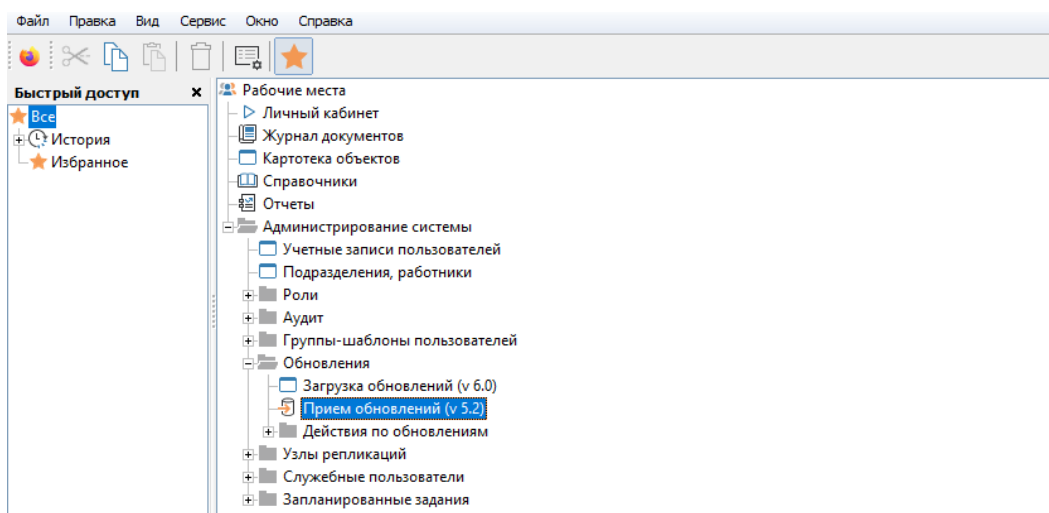 Файл Правка Вид Сервис Окно Справка
Быстрый доступ
Все
История
Избранное
Рабочие места
Личный кабинет
Журнал документов
Картотека объектов
Справочники
Отчеты
Администрирование системы
Учетные записи пользователей
Подразделения, работники
Роли
Аудит
Группы-шаблоны пользователей
Обновления
Загрузка обновлений (v 6.0)
Прием обновлений (v 5.2)
Действия по обновлениям
Узлы репликаций
Служебные пользователи
Запланированные задания